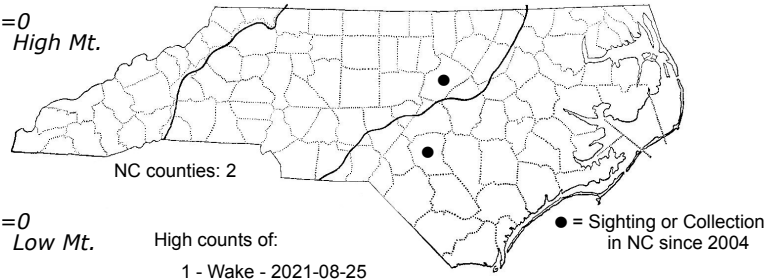 =0
High Mt.
NC counties: 2
=0
Low Mt.
High counts of:
1 - Wake - 2021-08-25
● = Sighting or Collection
in NC since 2004